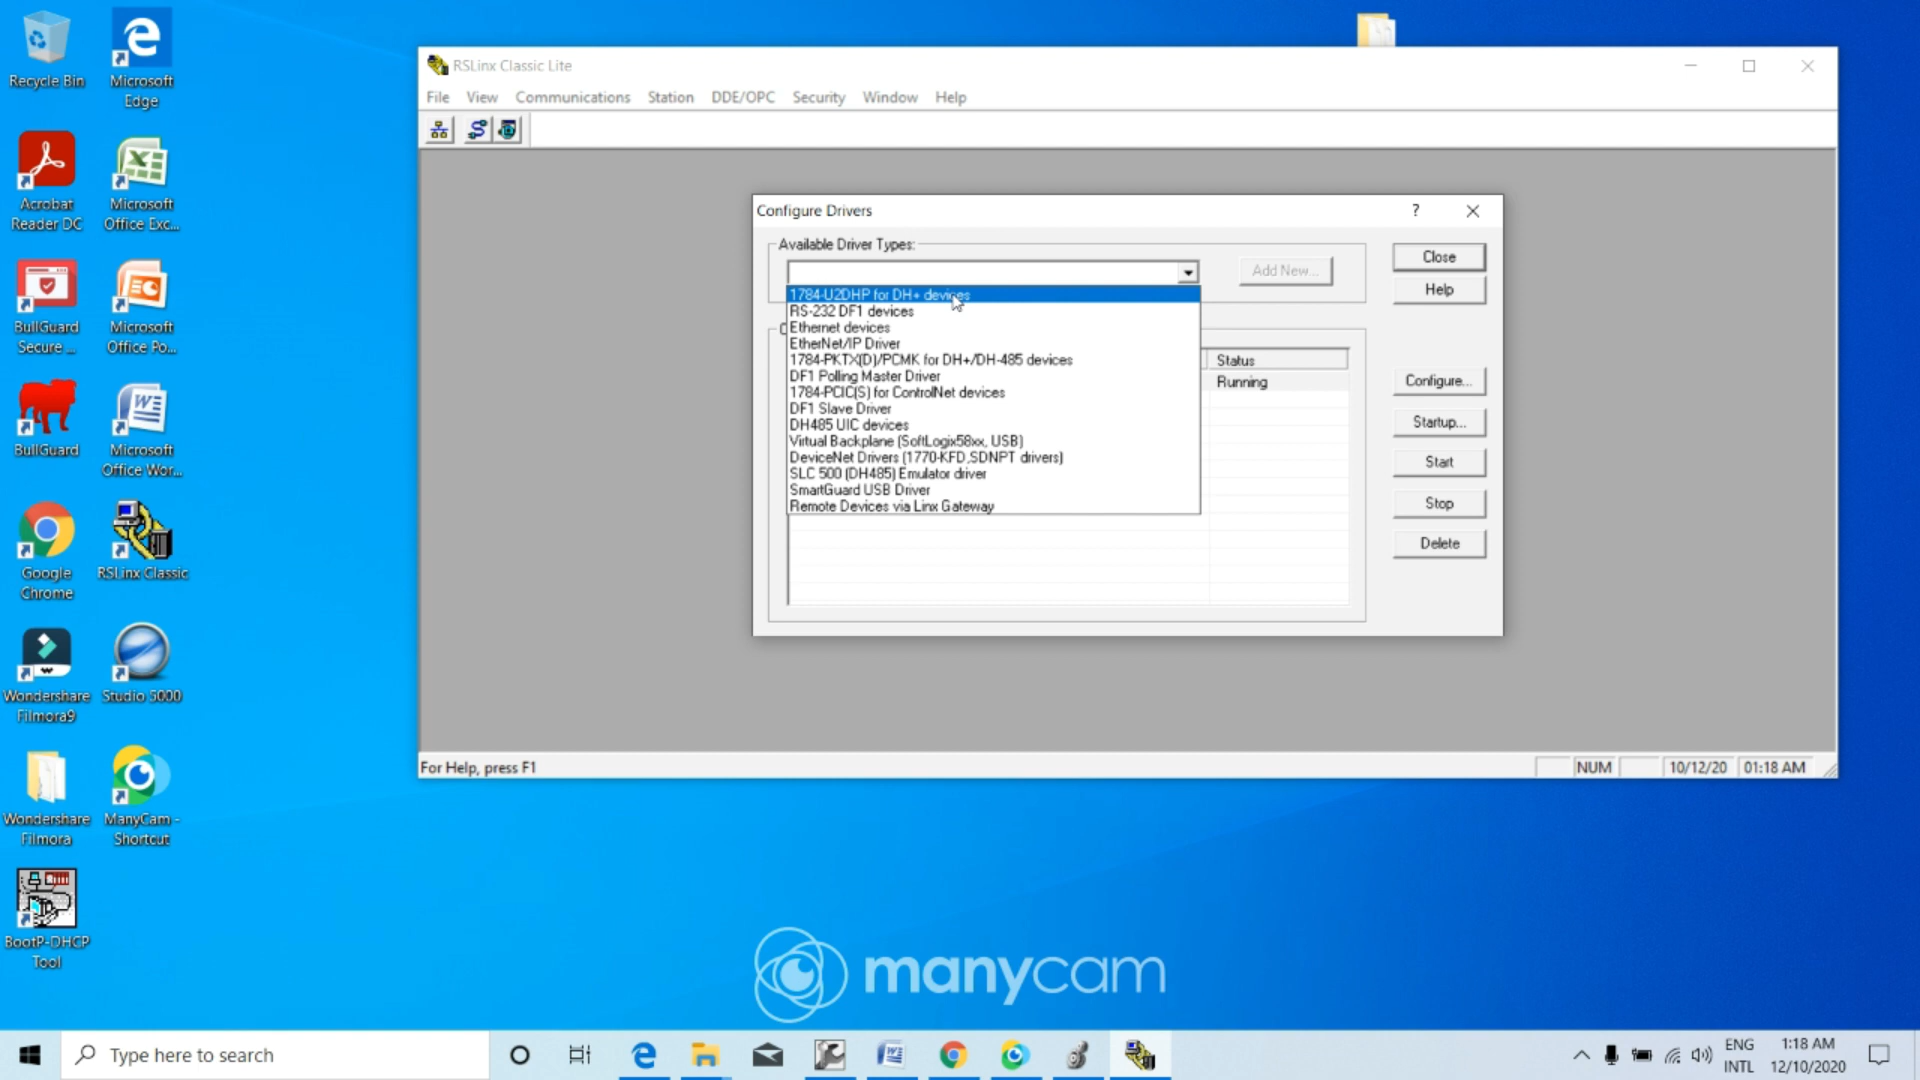 Recycle Bin
Microsoft
Edge
Acrobat
Reader DC
Microsoft
Office Exc...
BullGuard
Secure ...
Microsoft
Office Po...
BullGuard
Microsoft
Office Wor...
Google
Chrome
RSLinx Classic
Wondershare
Filmora9
Studio 5000
Wondershare
Filmora
ManyCam -
Shortcut
BootP-DHCP
Tool
RSLinx Classic Lite
File View Communications Station DDE/OPC Security Window Help
Configure Drivers
?
Available Driver Types:
Add New...
Close
Help
1784-U2DHP for DH+ devices
RS-232 DF1 devices
Ethernet devices
EtherNet/IP Driver
1784-PKTX(D)/PCMK for DH+/DH-485 devices
DF1 Polling Master Driver
1784-PCIC(S) for ControlNet devices
DF1 Slave Driver
DH485 UIC devices
Virtual Backplane (SoftLogix58xx, USB)
DeviceNet Drivers (1770-KFD,SDNPT drivers)
SLC 500 (DH485) Emulator driver
SmartGuard USB Driver
Remote Devices via Linx Gateway
Status
Running
Configure...
Startup...
Start
Stop
Delete
For Help, press F1
NUM
10/12/20
01:18 AM
manycam
Type here to search
ENG
INTL
1:18 AM
12/10/2020